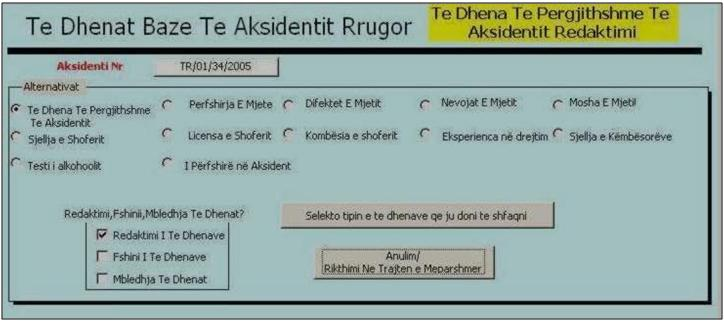 Te Dhenat Baze Te Aksidentit Rrugor
Te Dhena Te Pergjithshme Te
Aksidentit Redaktimi
Aksidenti Nr
TR/01/34/2005
Alternativat
Te Dhena Te Pergjithshme
Te Aksidentit
Perfshirja E Mjete
Difektet E Mjetit
Nevojat E Mjetit
Mosha E Mjetil
Sjellja e Shoferit
Licensa e Shoferit
Kombësia e shoferit
Eksperienca në drejtim
Sjellja e Këmbësorëve
Testi i alkohoolit
I Përfshirë në Aksident
Redaktimi,Fshinii,Mbledhja Te Dhenat?
Selekto tipin e te dhenave qe ju doni te shfaqni
Redaktimi I Te Dhenave
Fshini I Te Dhenave
Mbledhja Te Dhenat
Anulim/
Rikthimi Ne Trajten e Meparshmer